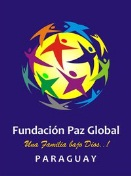 Fundación Paz Global
Una Familia bajo Dios..!
PARAGUAY